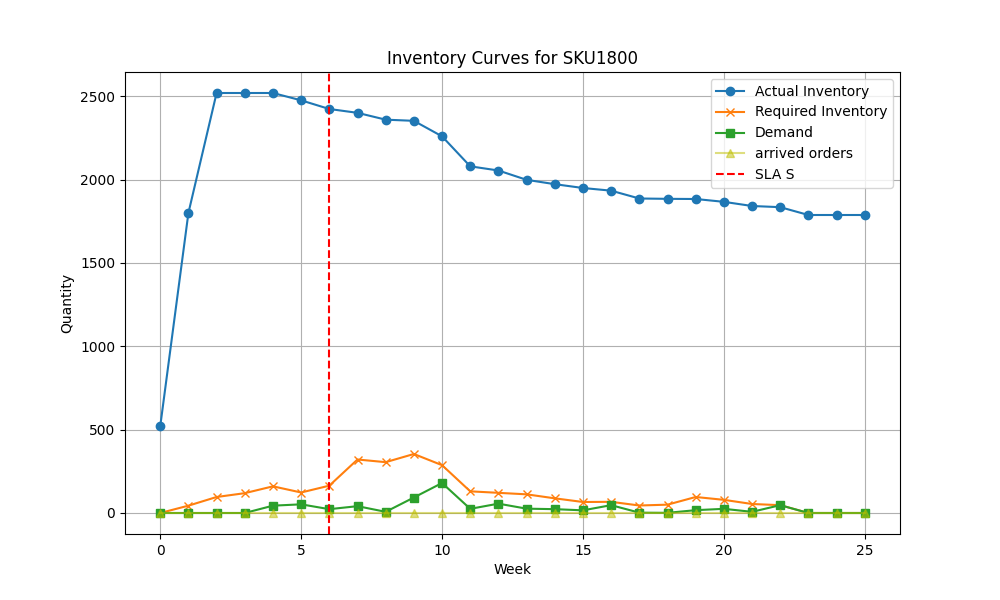 Inventory Curves for SKU1800
Actual Inventory
Required Inventory
Demand
arrived orders
SLA S
Quantity
2500
2000
1500
1000
500
0
0 5 10 15 20 25
Week